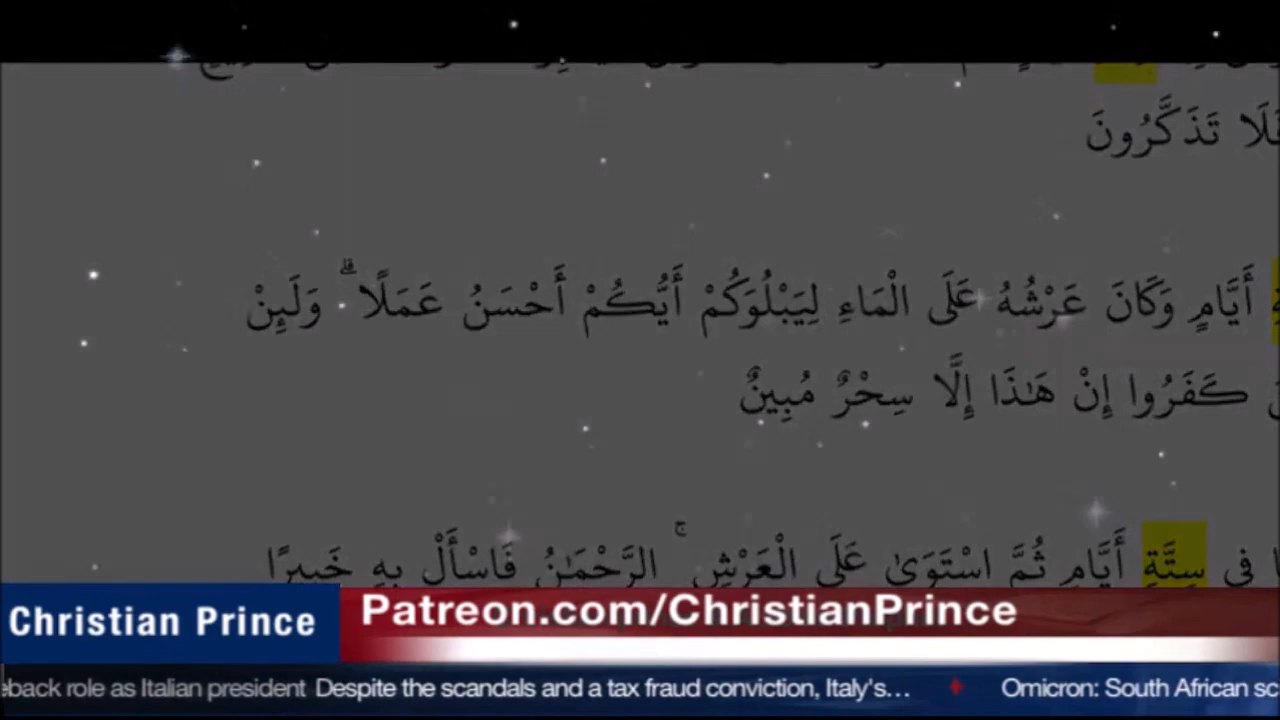 لَا تَذَكَّرُونَ
أَيَّامٍ وَكَانَ عَرْشُهُ عَلَى الْمَاءِ لِيَبْلُوَكُمْ أَيُّكُمْ أَحْسَنُ عَمَلًا ۗ وَلَئِنْ
كَفَرُوا إِنْ هَٰذَا إِلَّا سِحْرٌ مُبِينٌ
فِي سِتَّةِ أَيَّامٍ ثُمَّ اسْتَوَىٰ عَلَى الْعَرْشِ ۚ الرَّحْمَٰنُ فَاسْأَلْ بِهِ خَبِيرًا
Christian Prince
Patreon.com/ChristianPrince
eback role as Italian president Despite the scandals and a tax fraud conviction, Italy's... Omicron: South African sc